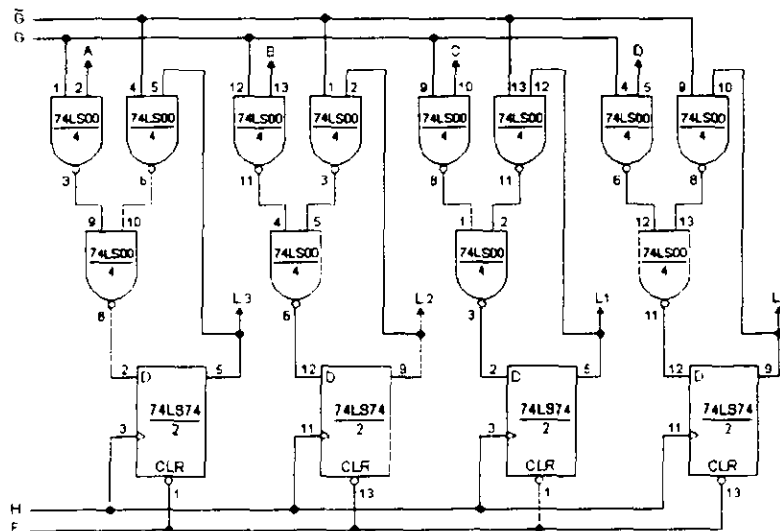 G̅
G
A B C D
1 2 4 5 12 13 1 2 9 10 13 12 4 5 9 10
74LS00 74LS00 74LS00 74LS00 74LS00 74LS00 74LS00 74LS00
4 4 4 4 4 4 4 4
3 6 11 3 8 11 6 8
9 10 4 5 1 2 12 13
74LS00 74LS00 74LS00 74LS00
4 4 4 4
8 6 3 11
L3 L2 L1 L
2 D 5 12 D 9 2 D 5 12 D 9
74LS74 74LS74 74LS74 74LS74
2 2 2 2
3 11 3 11
CLR CLR CLR CLR
1 13 1 13
H